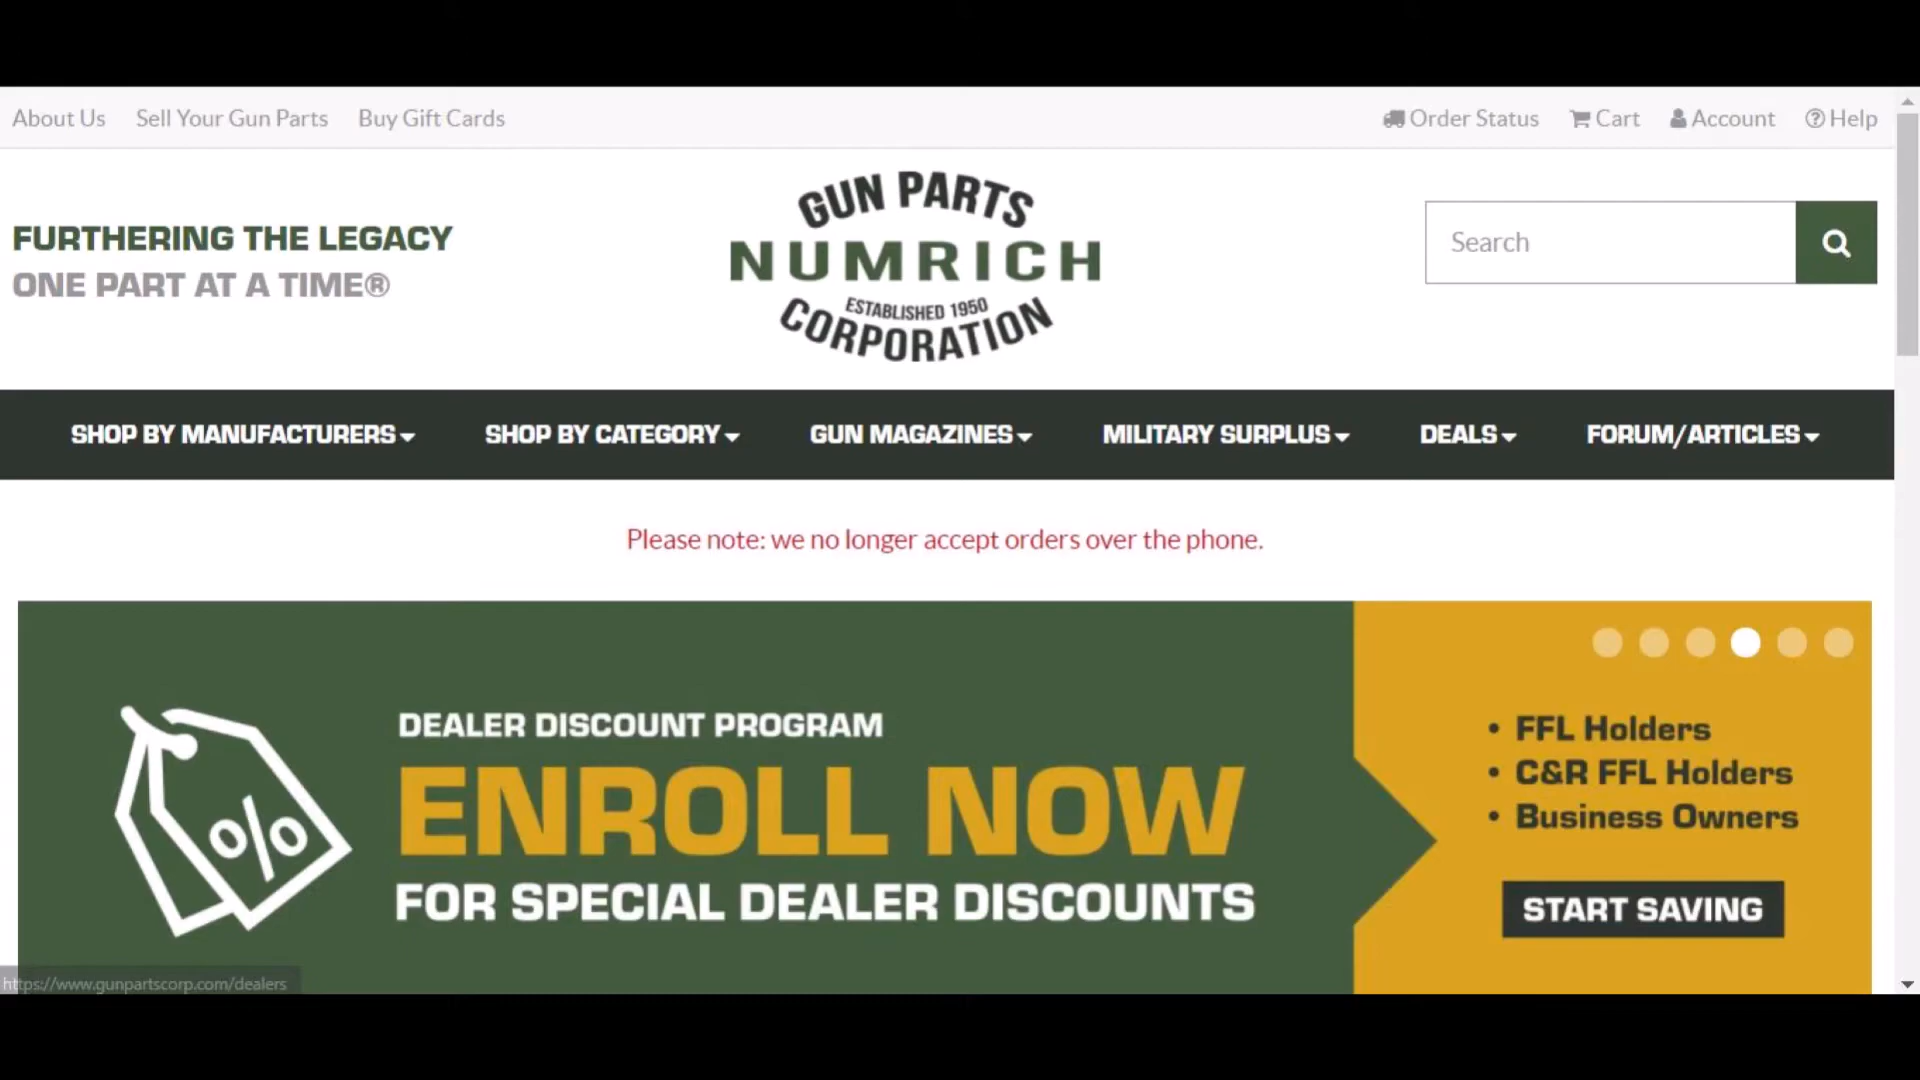 About Us Sell Your Gun Parts Buy Gift Cards Order Status Cart Account Help
FURTHERING THE LEGACY
ONE PART AT A TIME®
GUN PARTS
NUMRICH
ESTABLISHED 1950
CORPORATION
Search
SHOP BY MANUFACTURERS SHOP BY CATEGORY GUN MAGAZINES MILITARY SURPLUS DEALS FORUM/ARTICLES
Please note: we no longer accept orders over the phone.
%
DEALER DISCOUNT PROGRAM
ENROLL NOW
FOR SPECIAL DEALER DISCOUNTS
• FFL Holders
• C&R FFL Holders
• Business Owners
START SAVING
https://www.gunpartscorp.com/dealers